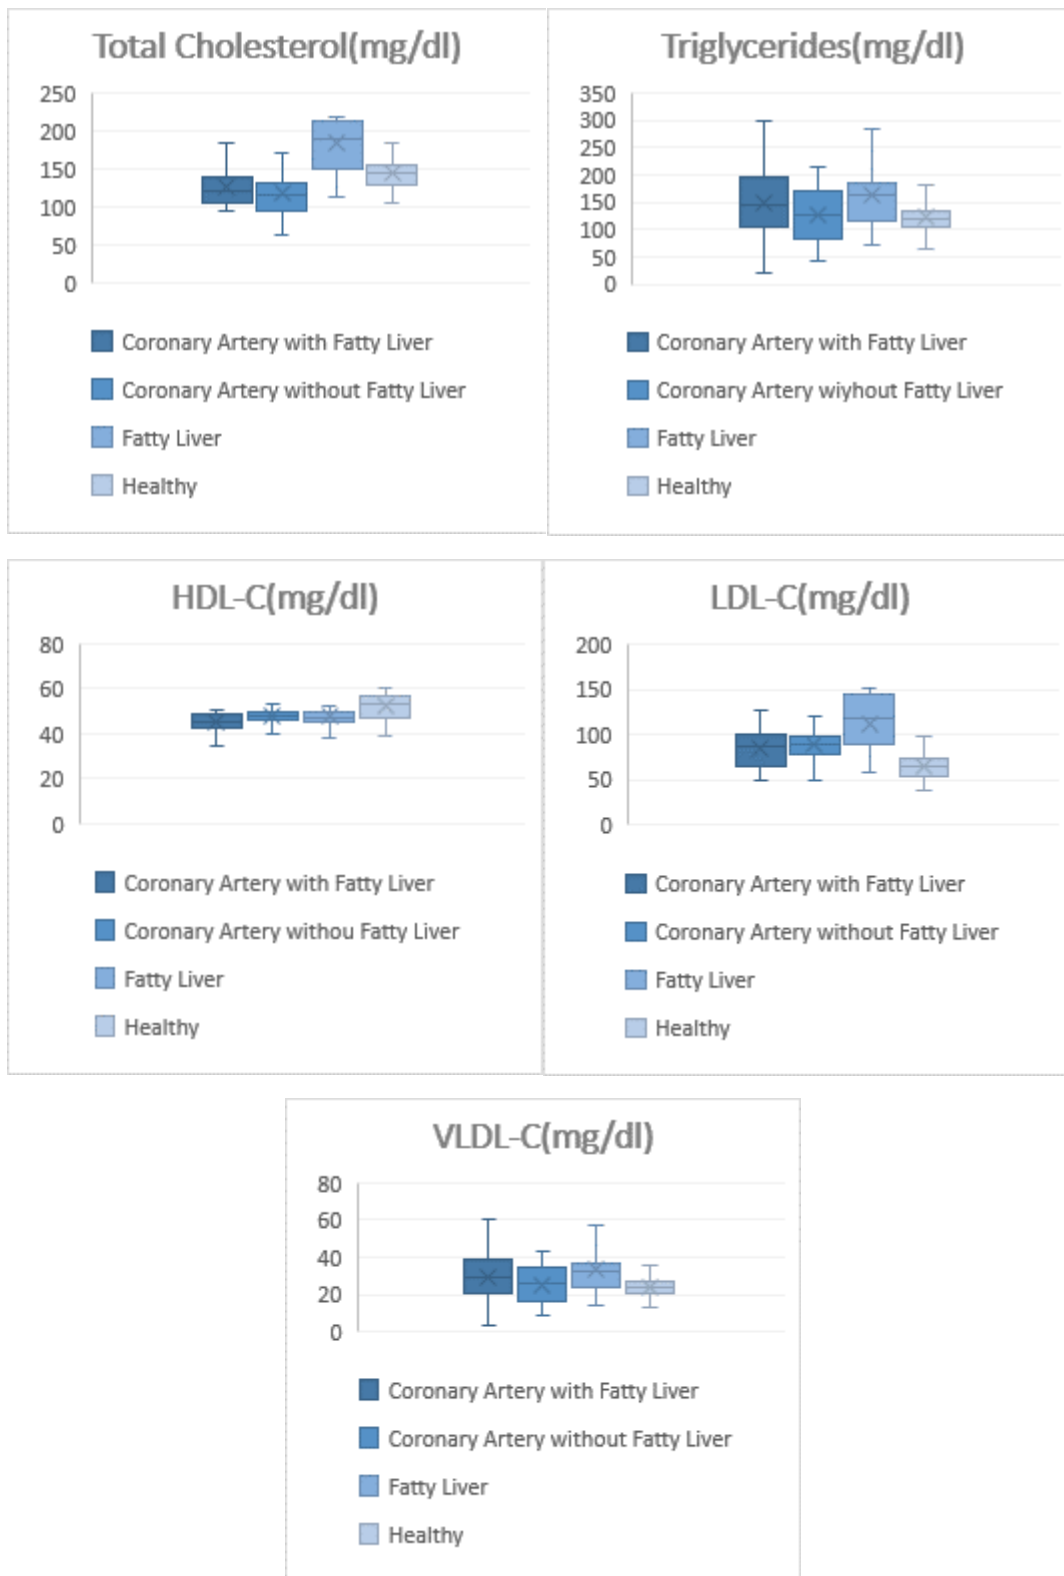 Total Cholesterol(mg/dl)
250
200
150
100
50
0
Coronary Artery with Fatty Liver
Coronary Artery without Fatty Liver
Fatty Liver
Healthy
Triglycerides(mg/dl)
350
300
250
200
150
100
50
0
Coronary Artery with Fatty Liver
Coronary Artery wiyhout Fatty Liver
Fatty Liver
Healthy
HDL-C(mg/dl)
80
60
40
20
0
Coronary Artery with Fatty Liver
Coronary Artery withou Fatty Liver
Fatty Liver
Healthy
LDL-C(mg/dl)
200
150
100
50
0
Coronary Artery with Fatty Liver
Coronary Artery without Fatty Liver
Fatty Liver
Healthy
VLDL-C(mg/dl)
80
60
40
20
0
Coronary Artery with Fatty Liver
Coronary Artery without Fatty Liver
Fatty Liver
Healthy